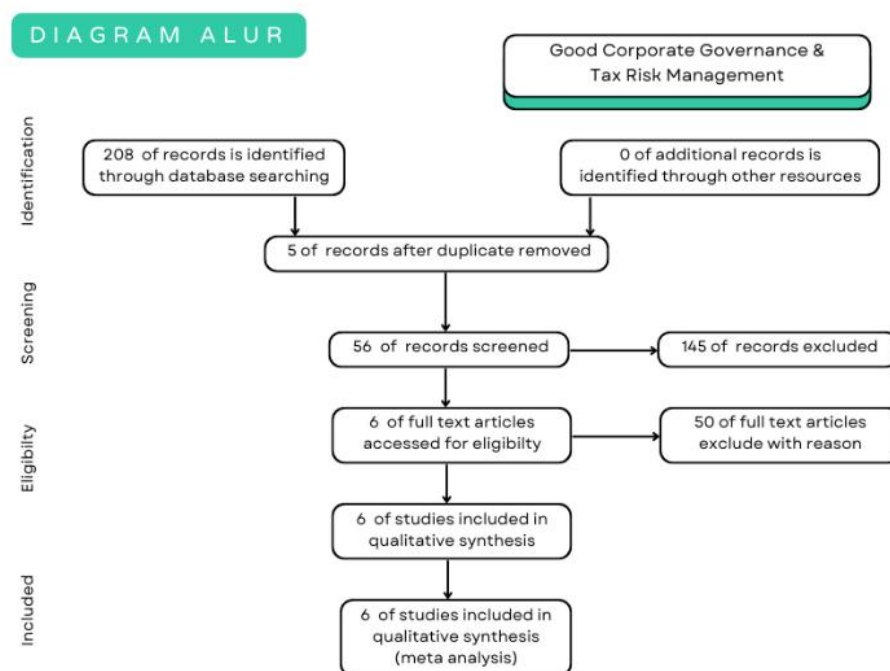 DIAGRAM ALUR
Good Corporate Governance &
Tax Risk Management
Identification
208 of records is identified
through database searching
0 of additional records is
identified through other resources
5 of records after duplicate removed
Screening
56 of records screened
145 of records excluded
Eligibilty
6 of full text articles
accessed for eligibilty
50 of full text articles
exclude with reason
6 of studies included in
qualitative synthesis
Included
6 of studies included in
qualitative synthesis
(meta analysis)